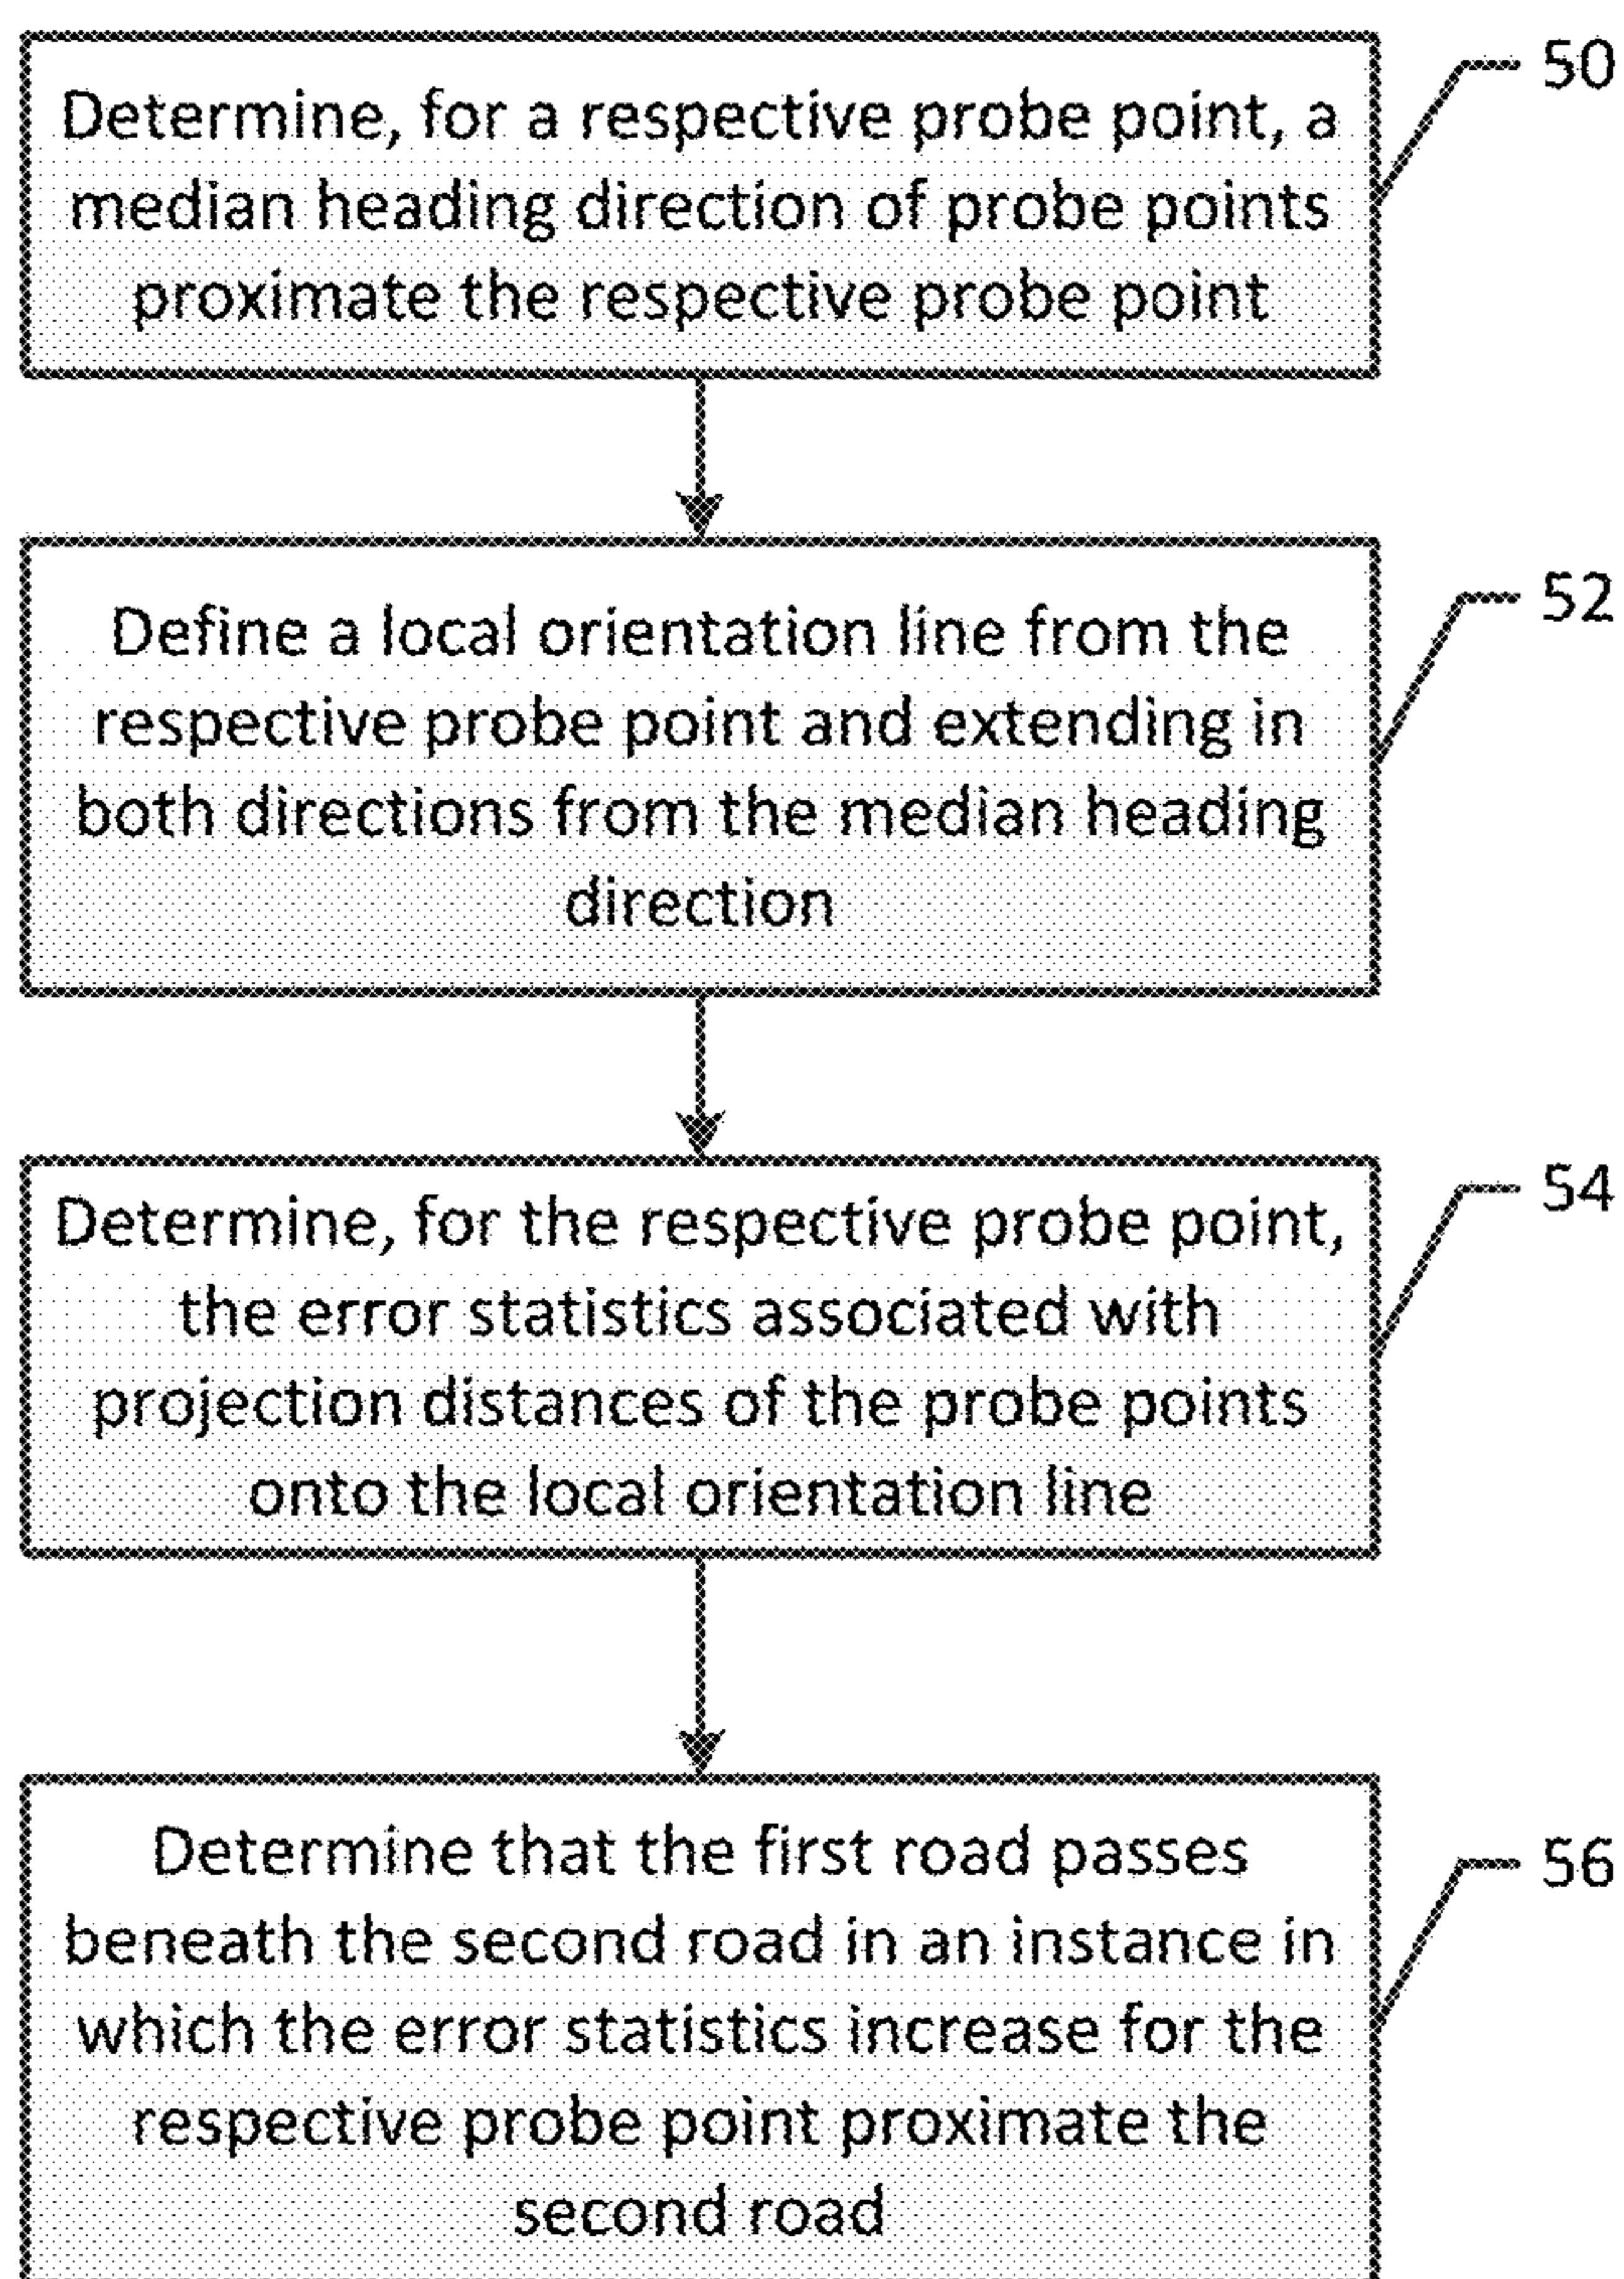 50
Determine, for a respective probe point, a
median heading direction of probe points
proximate the respective probe point
52
Define a local orientation line from the
respective probe point and extending in
both directions from the median heading
direction
54
Determine, for the respective probe point,
the error statistics associated with
projection distances of the probe points
onto the local orientation line
56
Determine that the first road passes
beneath the second road in an instance in
which the error statistics increase for the
respective probe point proximate the
second road